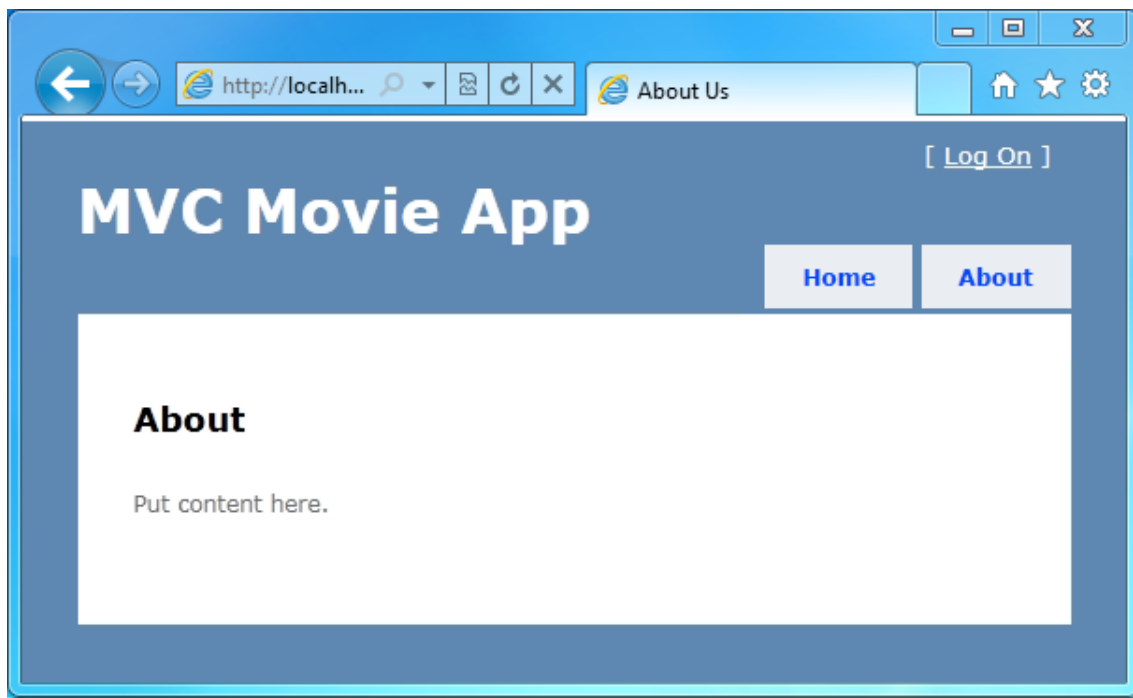 http://localh...
About Us
[ Log On ]
MVC Movie App
Home
About
About
Put content here.